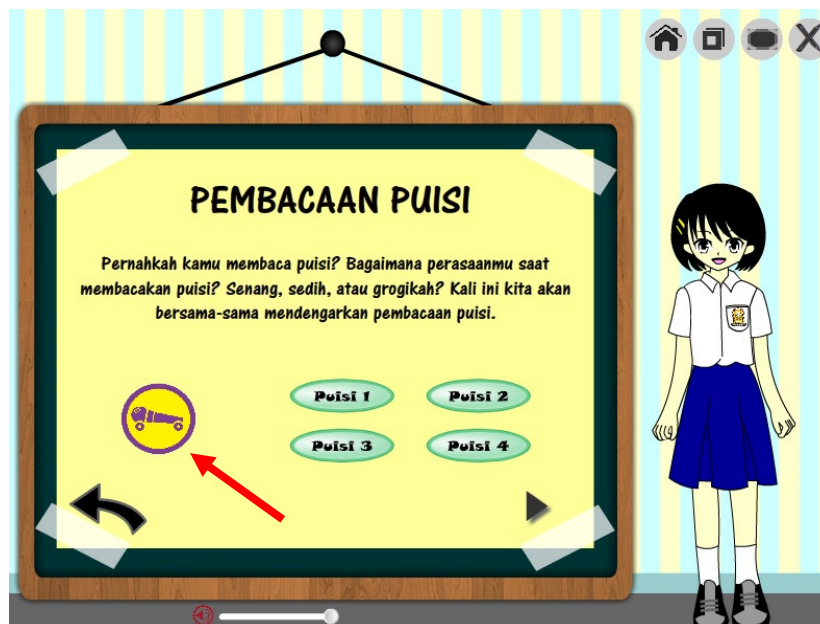 PEMBACAAN PUISI
Pernahkah kamu membaca puisi? Bagaimana perasaanmu saat
membacakan puisi? Senang, sedih, atau grogikah? Kali ini kita akan
bersama-sama mendengarkan pembacaan puisi.
Puisi 1
Puisi 2
Puisi 3
Puisi 4